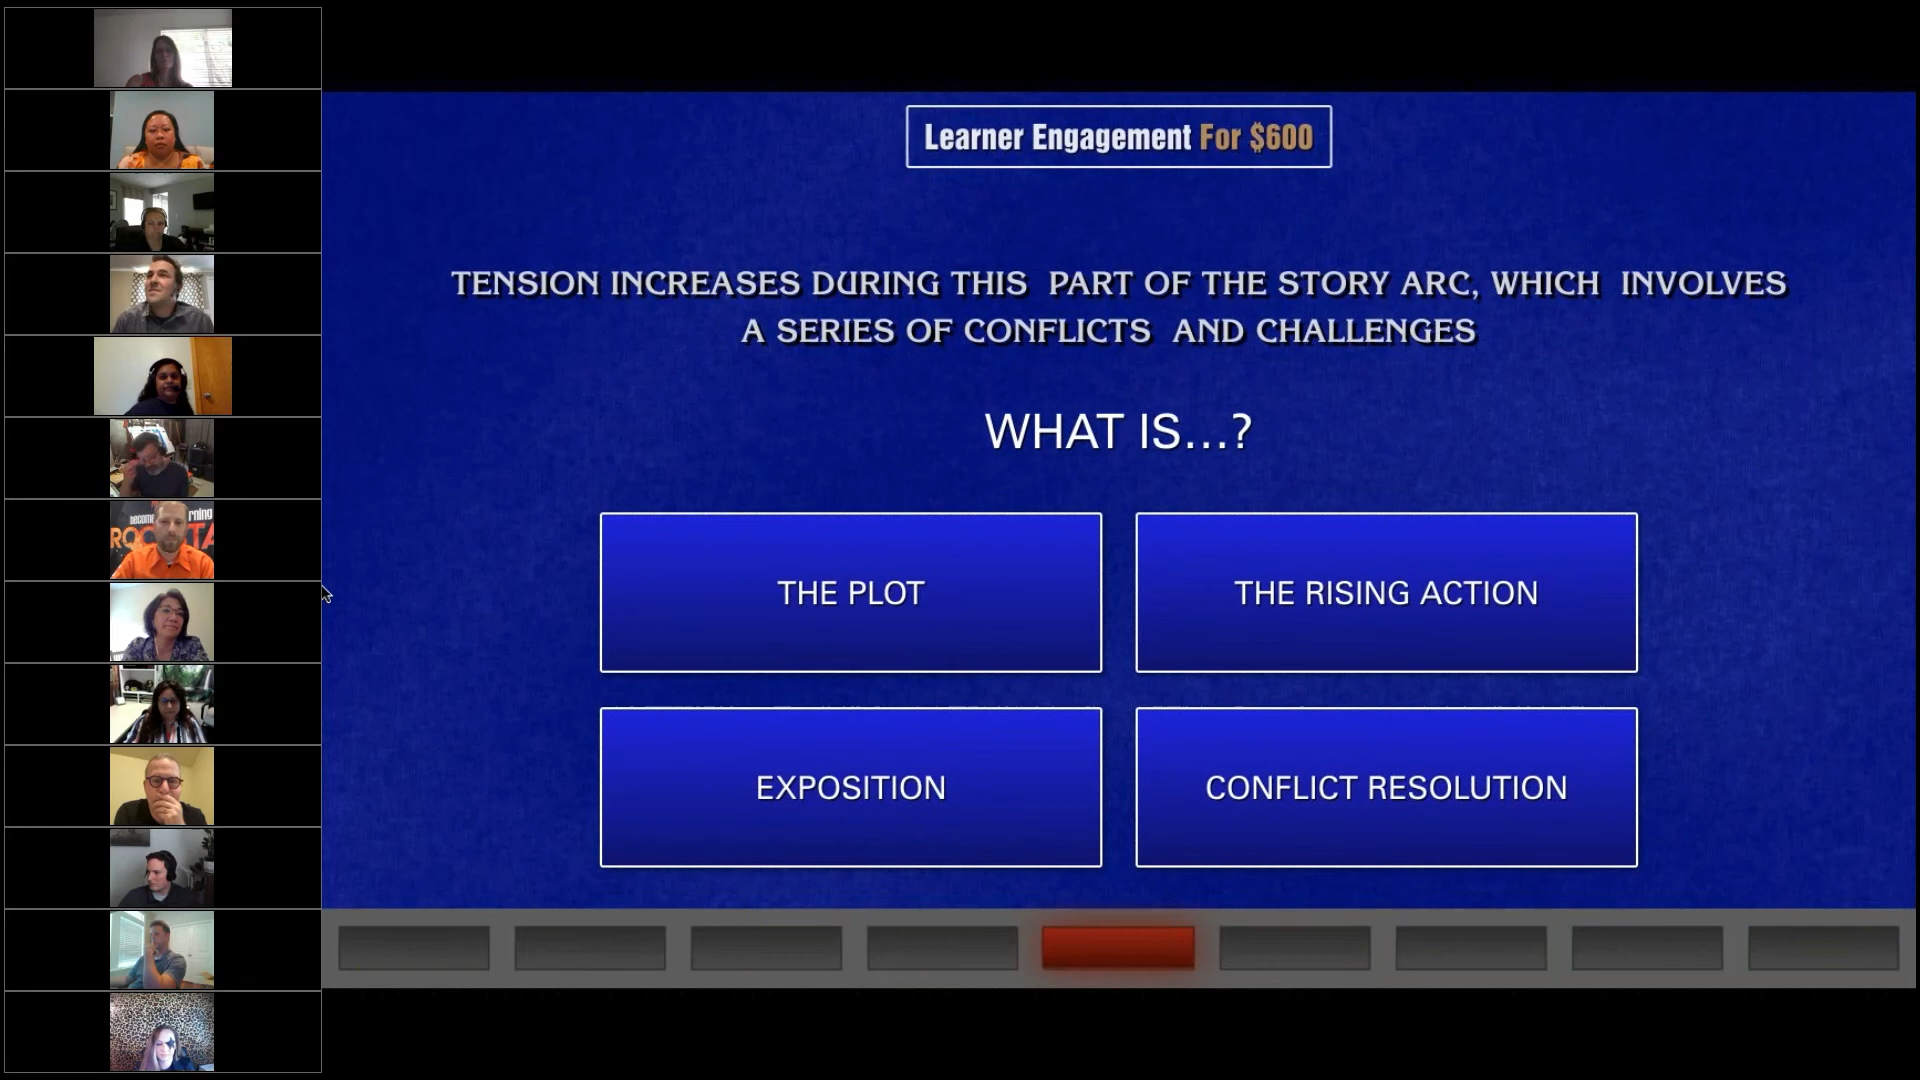 Learner Engagement For $600
TENSION INCREASES DURING THIS PART OF THE STORY ARC, WHICH INVOLVES
A SERIES OF CONFLICTS AND CHALLENGES
WHAT IS...?
THE PLOT
THE RISING ACTION
EXPOSITION
CONFLICT RESOLUTION
become